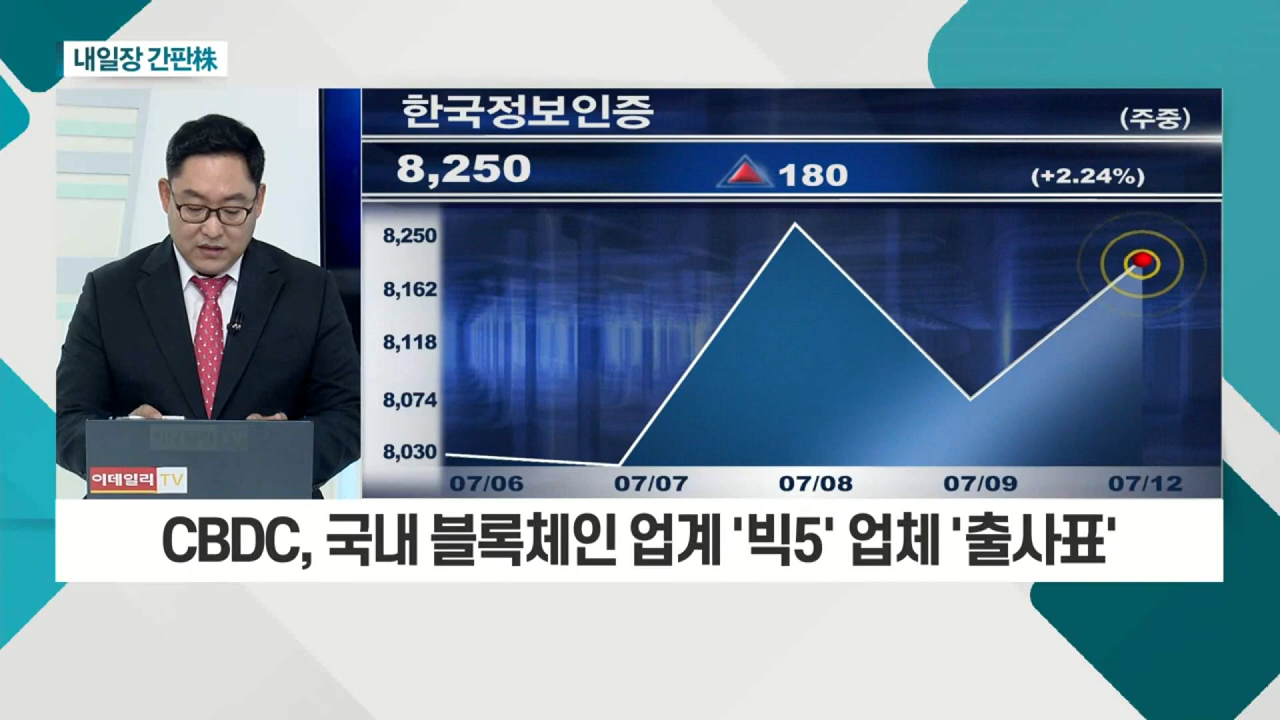 내일장 간판株
한국정보인증
(주중)
8,250
180
(+2.24%)
8,250
8,162
8,118
8,074
8,030
07/06
07/07
07/08
07/09
07/12
이데일리TV
CBDC, 국내 블록체인 업계 '빅5' 업체 '출사표'